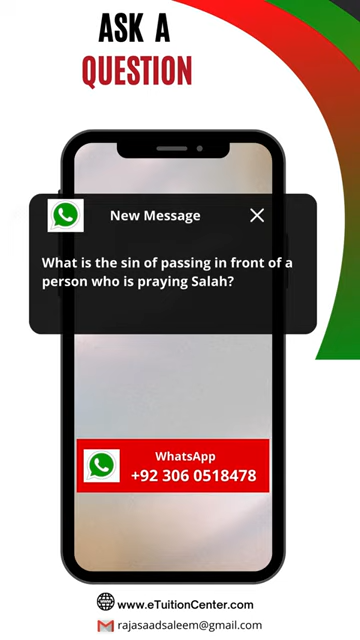 ASK A
QUESTION
New Message
What is the sin of passing in front of a
person who is praying Salah?
WhatsApp
+92 306 0518478
www.eTuitionCenter.com
rajasaadsaleem@gmail.com